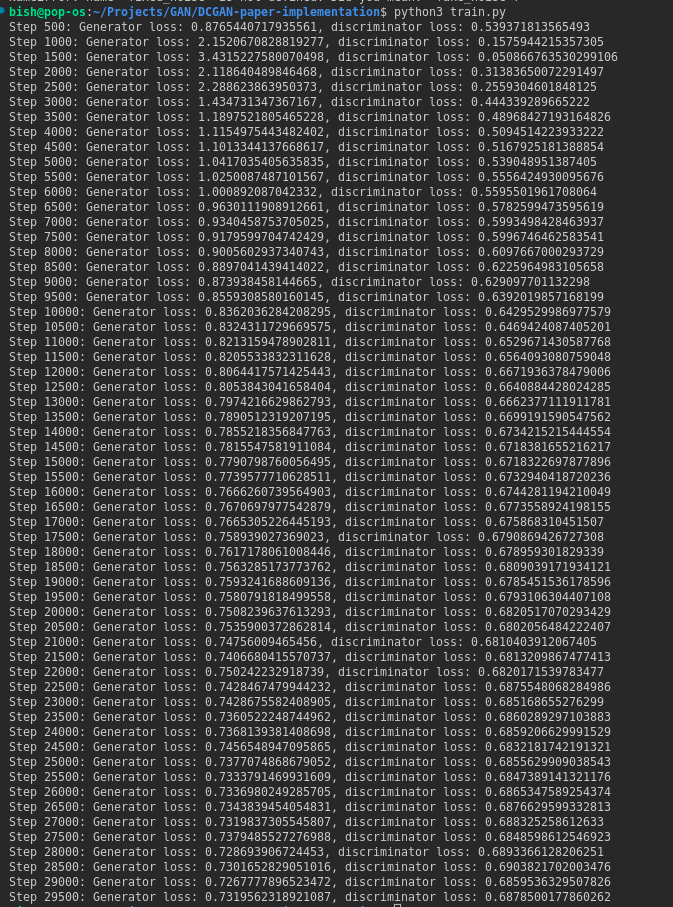 bish@pop-os:~/Projects/GAN/DCGAN-paper-implementation$ python3 train.py
Step 500: Generator loss: 0.8765440717935561, discriminator loss: 0.539371813565493
Step 1000: Generator loss: 2.1520670828819277, discriminator loss: 0.1575944215357305
Step 1500: Generator loss: 3.4315227580070498, discriminator loss: 0.050866763530299106
Step 2000: Generator loss: 2.118640489846468, discriminator loss: 0.31383650072291497
Step 2500: Generator loss: 2.288623863950373, discriminator loss: 0.2559304601848125
Step 3000: Generator loss: 1.434731347367167, discriminator loss: 0.444339289665222
Step 3500: Generator loss: 1.1897521805465228, discriminator loss: 0.48968427193164826
Step 4000: Generator loss: 1.1154975443482402, discriminator loss: 0.5094514223933222
Step 4500: Generator loss: 1.1013344137668617, discriminator loss: 0.5167925181388854
Step 5000: Generator loss: 1.0417035405635835, discriminator loss: 0.539048951387405
Step 5500: Generator loss: 1.0250087487101567, discriminator loss: 0.5556424930095676
Step 6000: Generator loss: 1.000892087042332, discriminator loss: 0.5595501961708064
Step 6500: Generator loss: 0.9630111908912661, discriminator loss: 0.5782599473595619
Step 7000: Generator loss: 0.9340458753705025, discriminator loss: 0.5993498428463937
Step 7500: Generator loss: 0.9179599704742429, discriminator loss: 0.5996746462583541
Step 8000: Generator loss: 0.9005602937340743, discriminator loss: 0.6097667000293729
Step 8500: Generator loss: 0.8897041439414022, discriminator loss: 0.6225964983105658
Step 9000: Generator loss: 0.873938458144665, discriminator loss: 0.629097701132298
Step 9500: Generator loss: 0.8559308580160145, discriminator loss: 0.6392019857168199
Step 10000: Generator loss: 0.8362036284208295, discriminator loss: 0.6429529986977579
Step 10500: Generator loss: 0.8324311729669575, discriminator loss: 0.6469424087405201
Step 11000: Generator loss: 0.8213159478902811, discriminator loss: 0.6529671430587768
Step 11500: Generator loss: 0.8205533832311628, discriminator loss: 0.6564093080759048
Step 12000: Generator loss: 0.8064417571425443, discriminator loss: 0.6671936378479006
Step 12500: Generator loss: 0.8053843041658404, discriminator loss: 0.6640884428024285
Step 13000: Generator loss: 0.7974216629862793, discriminator loss: 0.6662377111911781
Step 13500: Generator loss: 0.7890512319207195, discriminator loss: 0.6699191590547562
Step 14000: Generator loss: 0.7855218356847763, discriminator loss: 0.6734215215444554
Step 14500: Generator loss: 0.7815547581911084, discriminator loss: 0.6718381655216217
Step 15000: Generator loss: 0.7790798760056495, discriminator loss: 0.6718322697877896
Step 15500: Generator loss: 0.7739577710628511, discriminator loss: 0.6732940418720236
Step 16000: Generator loss: 0.7666260739564903, discriminator loss: 0.6744281194210049
Step 16500: Generator loss: 0.7670697977542879, discriminator loss: 0.6773558924198155
Step 17000: Generator loss: 0.7665305226445193, discriminator loss: 0.675868310451507
Step 17500: Generator loss: 0.758939027369023, discriminator loss: 0.6790869426727308
Step 18000: Generator loss: 0.7617178061008446, discriminator loss: 0.678959301829339
Step 18500: Generator loss: 0.7563285173773762, discriminator loss: 0.6809039171934121
Step 19000: Generator loss: 0.7593241688609136, discriminator loss: 0.6785451536178596
Step 19500: Generator loss: 0.7580791818499558, discriminator loss: 0.6793106304407108
Step 20000: Generator loss: 0.7508239637613293, discriminator loss: 0.6820517070293429
Step 20500: Generator loss: 0.7535900372862814, discriminator loss: 0.6802056484222407
Step 21000: Generator loss: 0.74756009465456, discriminator loss: 0.6810403912067405
Step 21500: Generator loss: 0.7406680415570737, discriminator loss: 0.6813209867477413
Step 22000: Generator loss: 0.750242232918739, discriminator loss: 0.6820171539783477
Step 22500: Generator loss: 0.7428467479944232, discriminator loss: 0.6875548068284986
Step 23000: Generator loss: 0.7428675582408905, discriminator loss: 0.685168655276299
Step 23500: Generator loss: 0.7360522248744962, discriminator loss: 0.6860289297103883
Step 24000: Generator loss: 0.7368139381408698, discriminator loss: 0.6859206629991529
Step 24500: Generator loss: 0.7456548947095865, discriminator loss: 0.6832181742191321
Step 25000: Generator loss: 0.7377074868679052, discriminator loss: 0.6855629909038543
Step 25500: Generator loss: 0.7333791469931609, discriminator loss: 0.6847389141321176
Step 26000: Generator loss: 0.7336980249285705, discriminator loss: 0.6865347589254374
Step 26500: Generator loss: 0.7343839454054831, discriminator loss: 0.6876629599332813
Step 27000: Generator loss: 0.7319837305545807, discriminator loss: 0.688325258612633
Step 27500: Generator loss: 0.7379485527276988, discriminator loss: 0.6848598612546923
Step 28000: Generator loss: 0.728693906724453, discriminator loss: 0.6893366128206251
Step 28500: Generator loss: 0.7301652829051016, discriminator loss: 0.6903821702003476
Step 29000: Generator loss: 0.7267777896523472, discriminator loss: 0.6859536329507826
Step 29500: Generator loss: 0.7319562318921087, discriminator loss: 0.6878500177860262